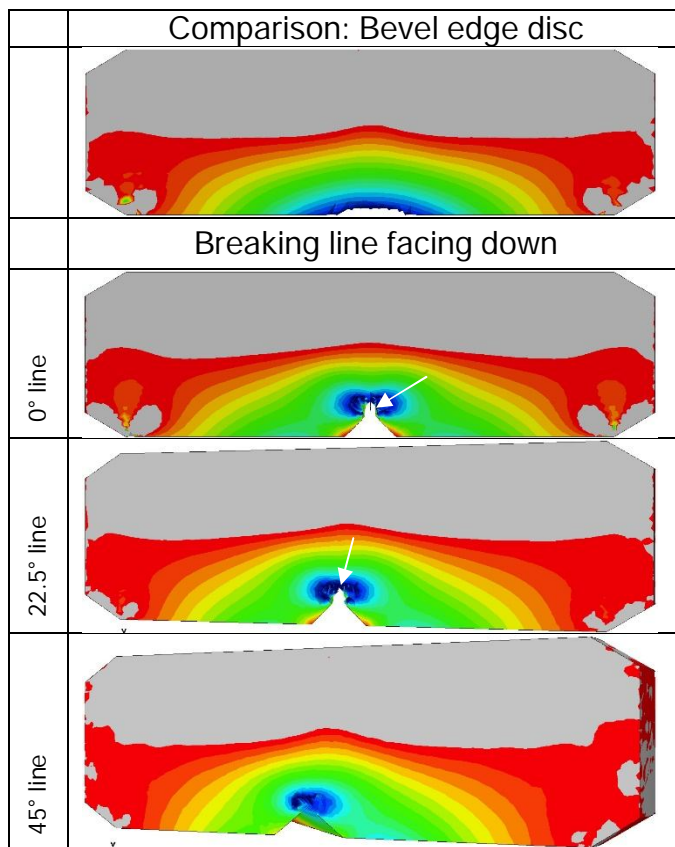 Comparison: Bevel edge disc
Breaking line facing down
0° line
22.5° line
Y
45° line
Y